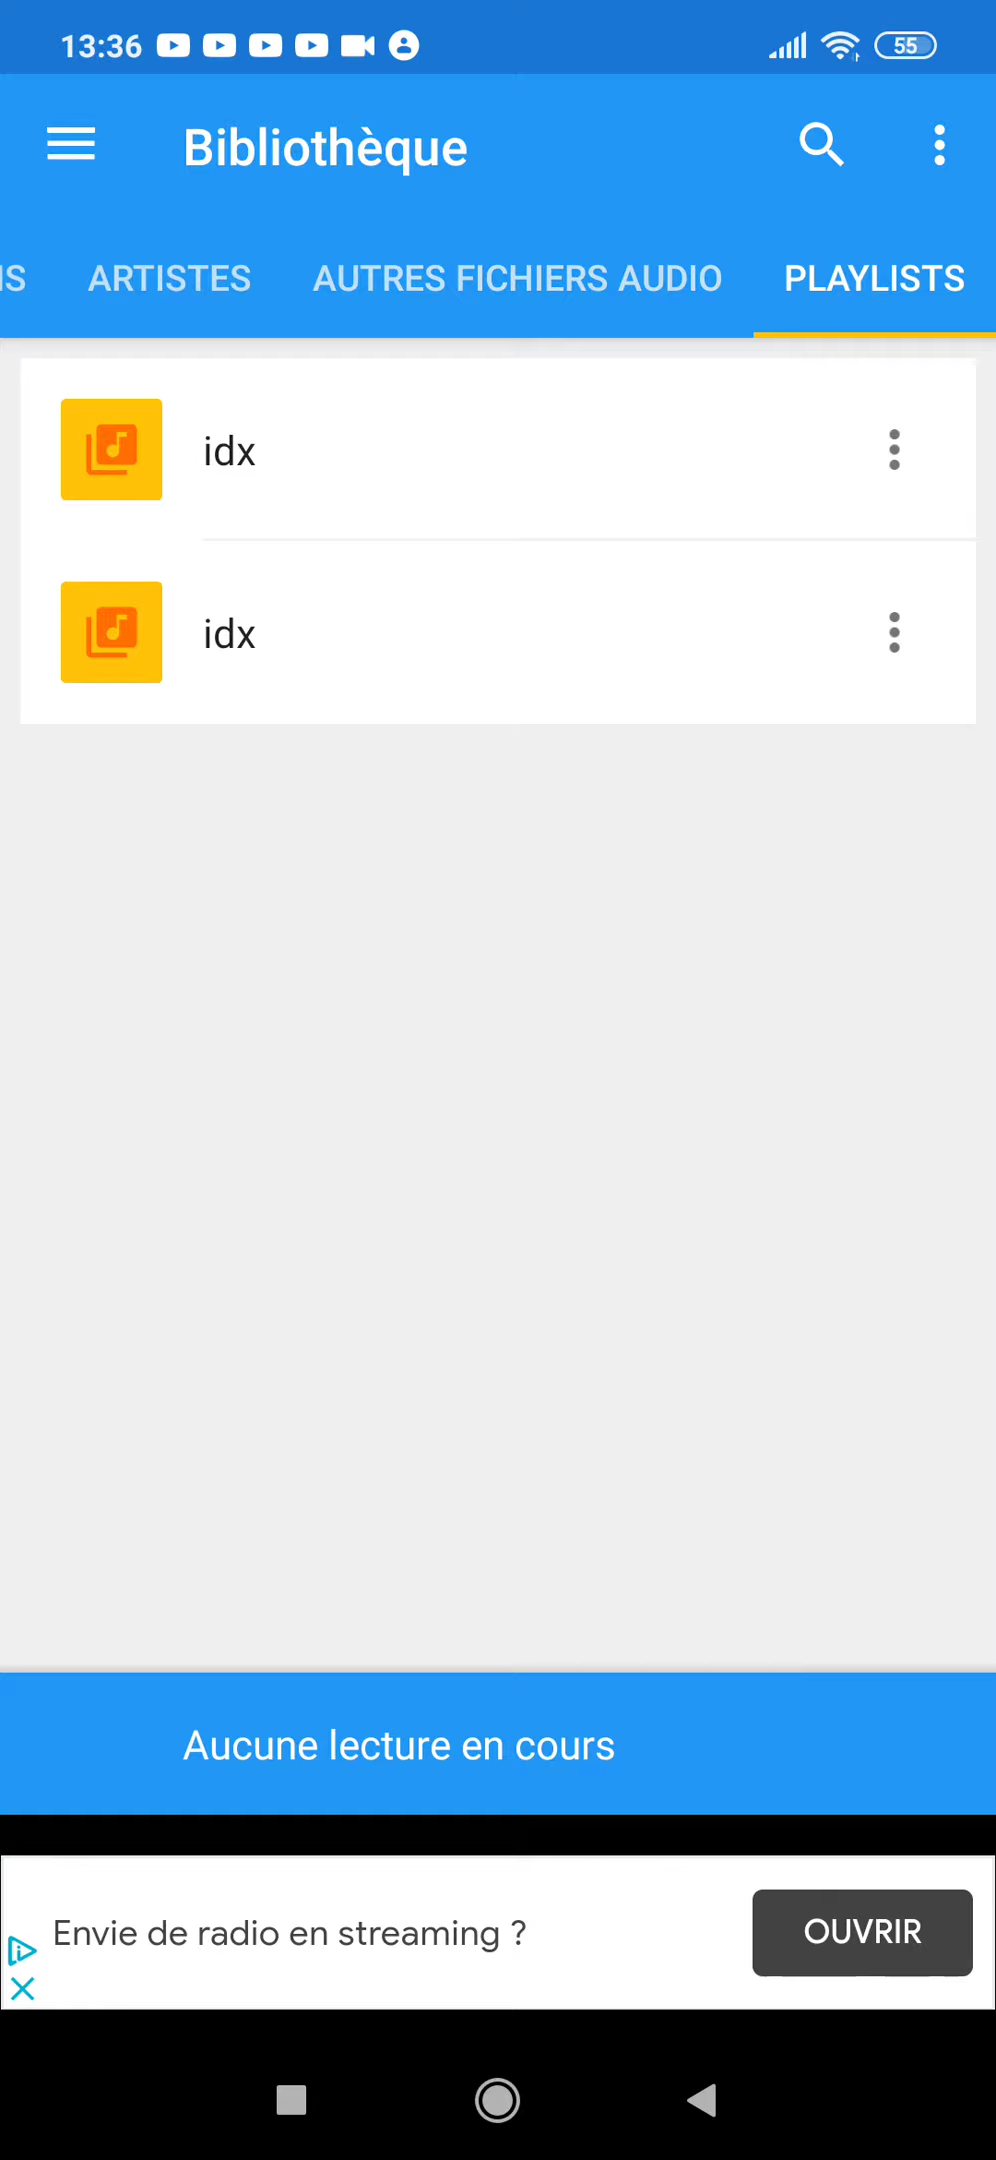 13:36
55
Bibliothèque
IS ARTISTES AUTRES FICHIERS AUDIO PLAYLISTS
idx
idx
Aucune lecture en cours
Envie de radio en streaming ?
OUVRIR